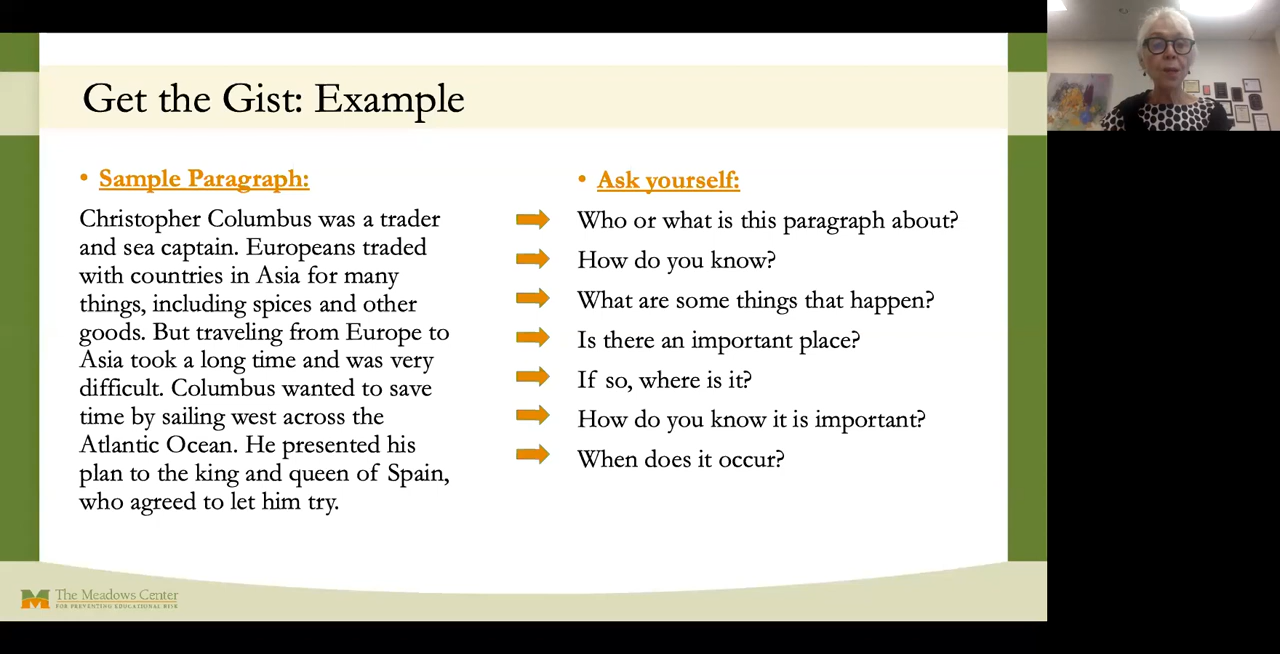 Get the Gist: Example
• Sample Paragraph:
Christopher Columbus was a trader
and sea captain. Europeans traded
with countries in Asia for many
things, including spices and other
goods. But traveling from Europe to
Asia took a long time and was very
difficult. Columbus wanted to save
time by sailing west across the
Atlantic Ocean. He presented his
plan to the king and queen of Spain,
who agreed to let him try.
• Ask yourself:
Who or what is this paragraph about?
How do you know?
What are some things that happen?
Is there an important place?
If so, where is it?
How do you know it is important?
When does it occur?
The Meadows Center
FOR PREVENTING EDUCATIONAL RISK